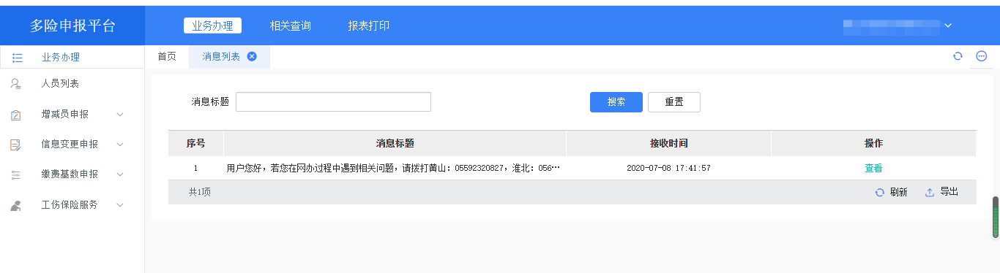 多险申报平台
业务办理 相关查询 报表打印
业务办理
人员列表
增减员申报
信息变更申报
缴费基数申报
工伤保险服务
首页 消息列表
消息标题 搜索 重置
序号 消息标题 接收时间 操作
1 用户您好，若您在网办过程中遇到相关问题，请拨打黄山：05592320827，淮北：056… 2020-07-08 17:41:57 查看
共1项 刷新 导出